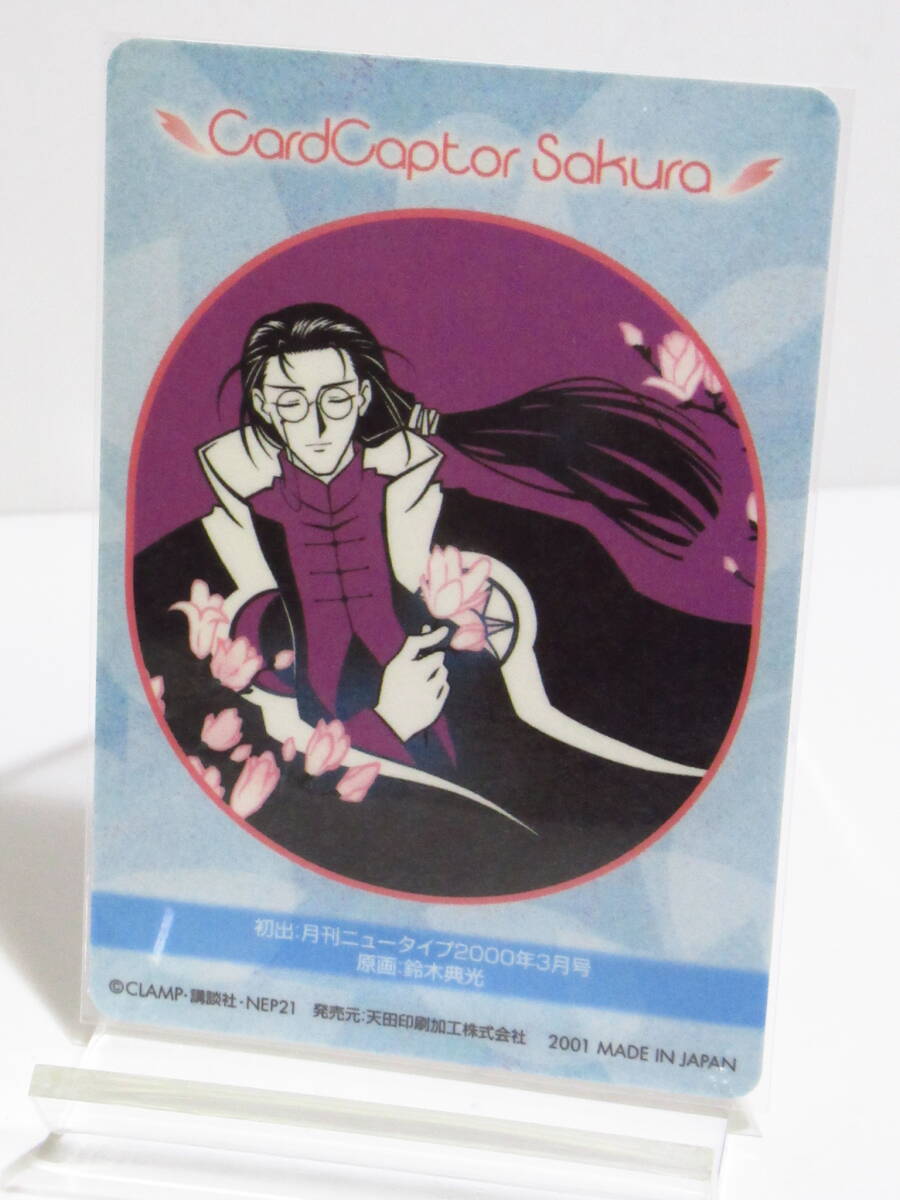 CardCaptor Sakura
初出:月刊ニュータイプ2000年3月号
原画:鈴木典光
©CLAMP・講談社・NEP21 発売元:天田印刷加工株式会社 2001 MADE IN JAPAN